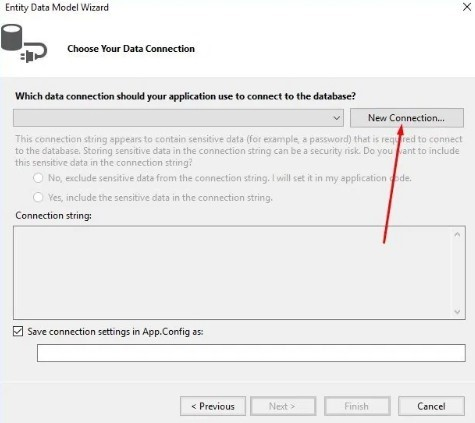 Entity Data Model Wizard
Choose Your Data Connection
Which data connection should your application use to connect to the database?
New Connection...
This connection string appears to contain sensitive data (for example, a password) that is required to connect
to the database. Storing sensitive data in the connection string can be a security risk. Do you want to include
this sensitive data in the connection string?
No, exclude sensitive data from the connection string. I will set it in my application code.
Yes, include the sensitive data in the connection string.
Connection string:
Save connection settings in App.Config as:
< Previous
Next >
Finish
Cancel